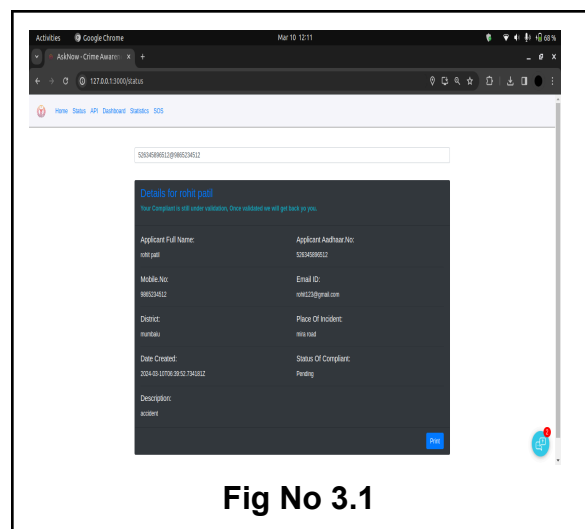 Activities Google Chrome Mar 10 12:11 68 %
AskNow - Crime Awaren
127.0.0.1:3000/status
Home Status API Dashboard Statistics SOS
526345896512@9865234512
Details for rohit patil
Your Compliant is still under validation, Once validated we will get back yo you.
Applicant Full Name: Applicant Aadhaar.No:
rohit patil 526345896512
Mobile.No: Email ID:
9865234512 rohit123@gmail.com
District: Place Of Incident:
mumbaiu mira road
Date Created: Status Of Compliant:
2024-03-10T06:39:52.734181Z Pending
Description:
accident
Print
2
Fig No 3.1